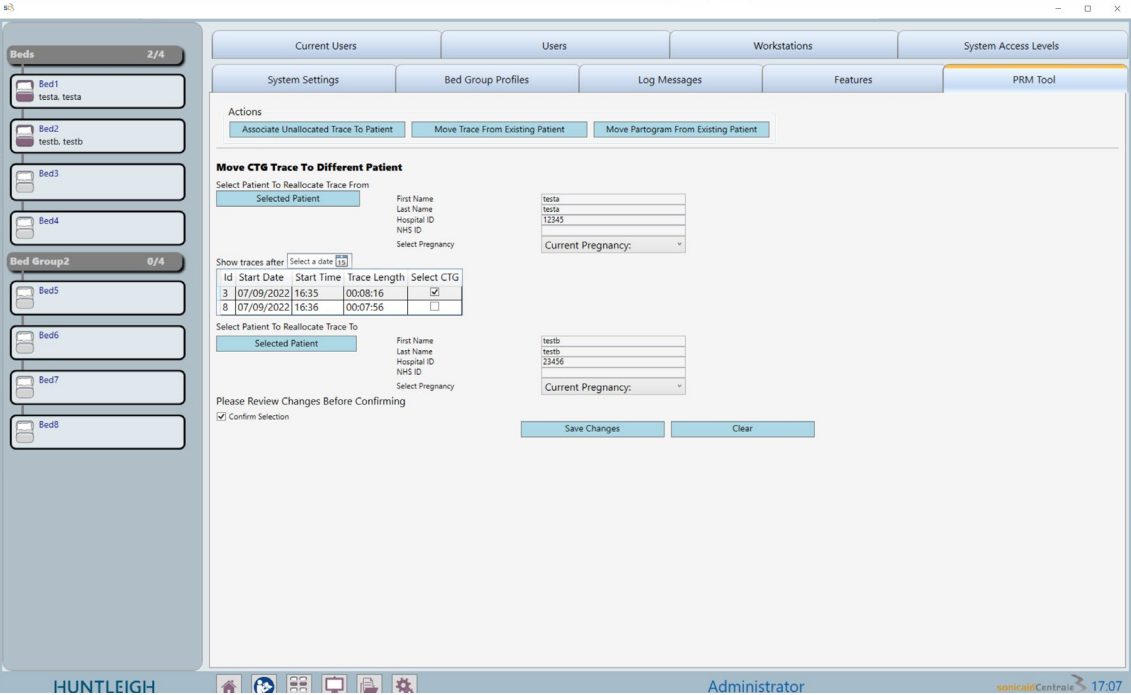 Beds 2/4
Bed1
testa, testa
Bed2
testb, testb
Bed3
Bed4
Bed Group2 0/4
Bed5
Bed6
Bed7
Bed8
Current Users Users Workstations System Access Levels
System Settings Bed Group Profiles Log Messages Features PRM Tool
Actions
Associate Unallocated Trace To Patient Move Trace From Existing Patient Move Partogram From Existing Patient
Move CTG Trace To Different Patient
Select Patient To Reallocate Trace From
Selected Patient
First Name testa
Last Name testa
Hospital ID 12345
NHS ID
Select Pregnancy Current Pregnancy:
Show traces after Select a date 15
Id Start Date Start Time Trace Length Select CTG
3 07/09/2022 16:35 00:08:16
8 07/09/2022 16:36 00:07:56
Select Patient To Reallocate Trace To
Selected Patient
First Name testb
Last Name testb
Hospital ID 23456
NHS ID
Select Pregnancy Current Pregnancy:
Please Review Changes Before Confirming
Confirm Selection
Save Changes Clear
HUNTLEIGH Administrator sonicaidCentrale3 17:07